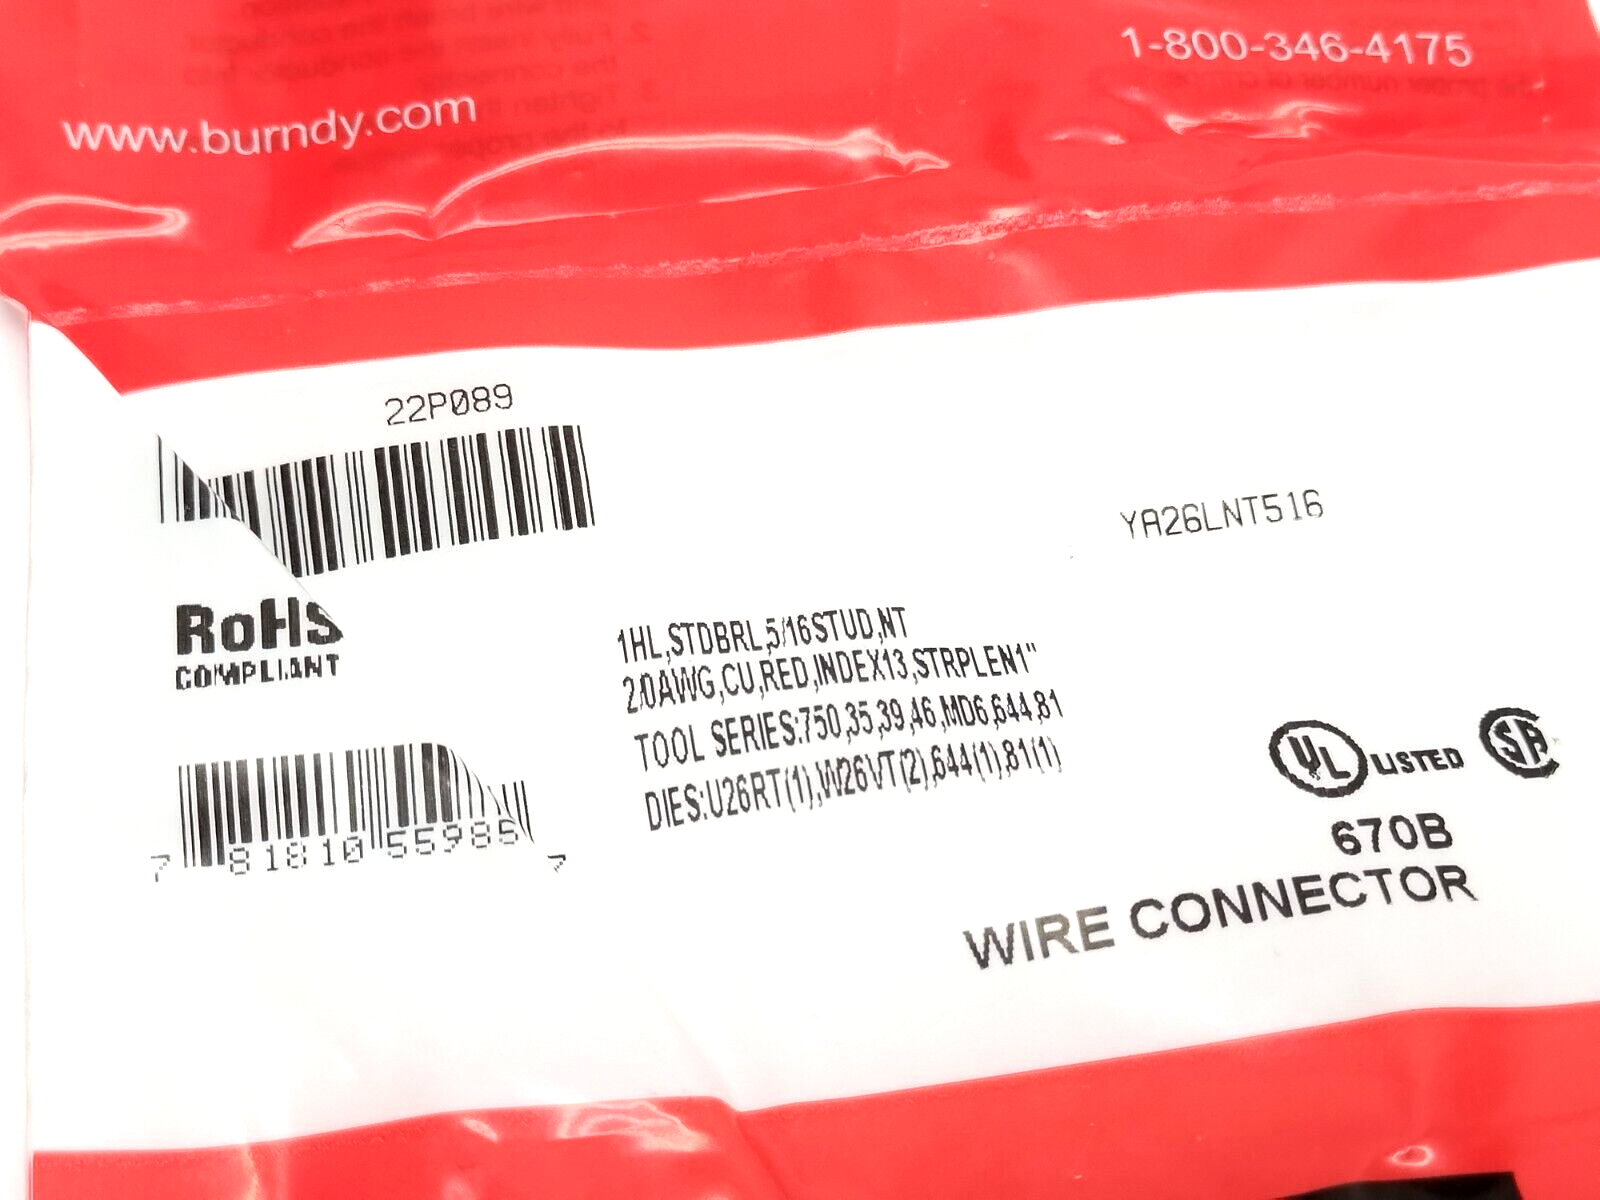 www.burndy.com
1-800-346-4175
22P089
YA26LNT516
RoHS
COMPLIANT
1HL,STDBRL,5/16STUD,NT
2/0AWG,CU,RED,INDEX13,STRPLEN1"
TOOL SERIES:750,35,39,46,MD6,644,81
DIES:U26RT(1),W26VT(2),644(1),81(1)
7 81810 55985 7
UL LISTED SA
670B
WIRE CONNECTOR